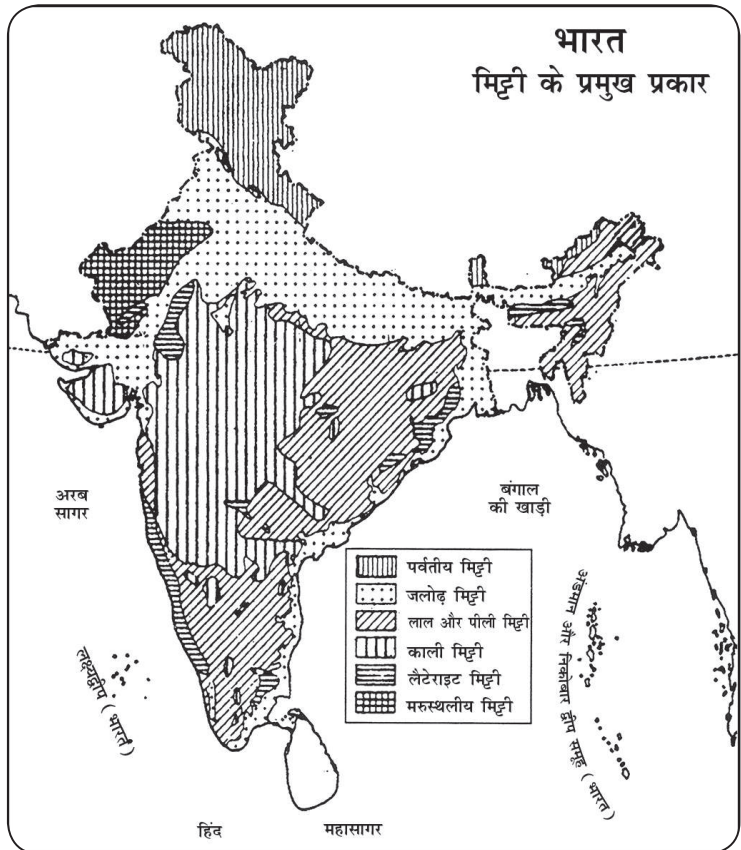 भारत
मिट्टी के प्रमुख प्रकार
अरब
सागर
बंगाल
की खाड़ी
पर्वतीय मिट्टी
जलोढ़ मिट्टी
लाल और पीली मिट्टी
काली मिट्टी
लैटेराइट मिट्टी
मरुस्थलीय मिट्टी
लक्ष्यद्वीप (भारत)
अंडमान और निकोबार द्वीप समूह (भारत)
हिंद महासागर